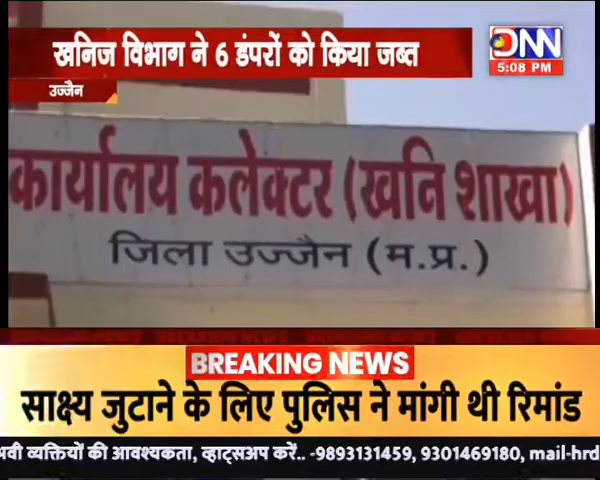 खनिज विभाग ने 6 डंपरों को किया जब्त
DNN
5:08 PM
उज्जैन
कार्यालय कलेक्टर (खनि शाखा)
जिला उज्जैन (म.प्र.)
BREAKING NEWS
साक्ष्य जुटाने के लिए पुलिस ने मांगी थी रिमांड
भवी व्यक्तियों की आवश्यकता, व्हाट्सअप करें.. -9893131459, 9301469180, mail-hrd